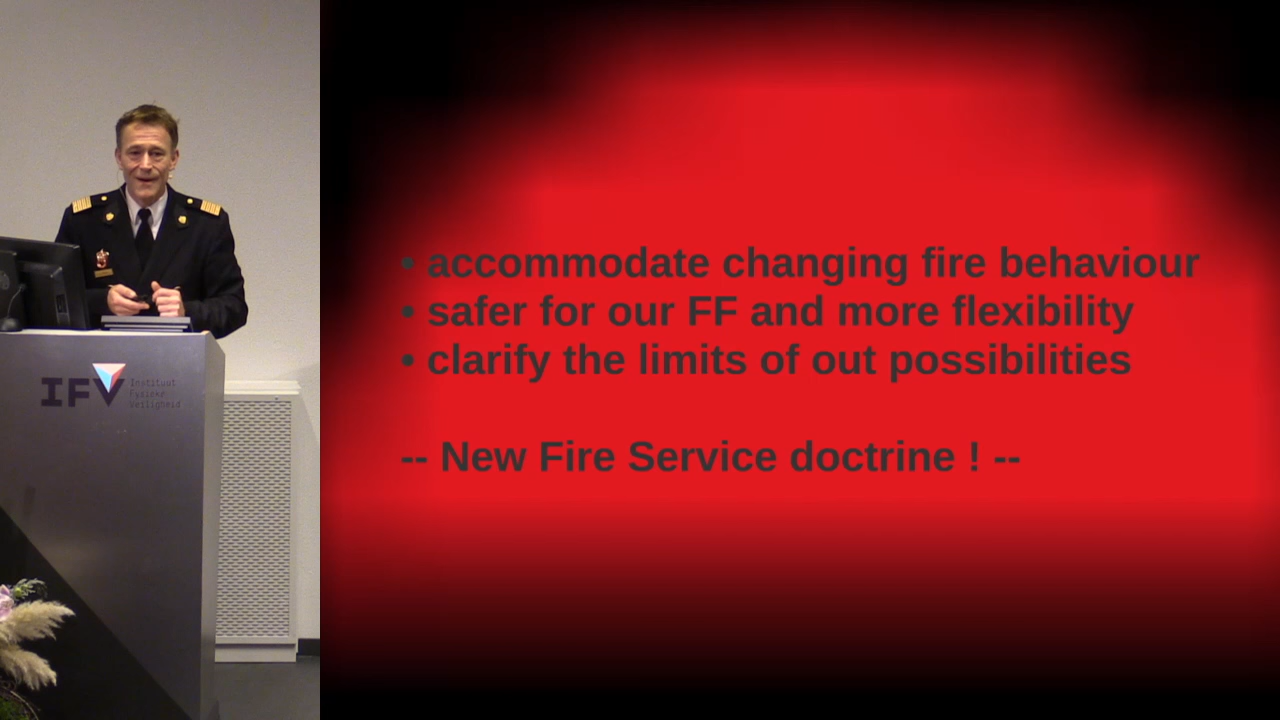 IFV
Instituut
Fysieke
Veiligheid
• accommodate changing fire behaviour
• safer for our FF and more flexibility
• clarify the limits of out possibilities
-- New Fire Service doctrine ! --